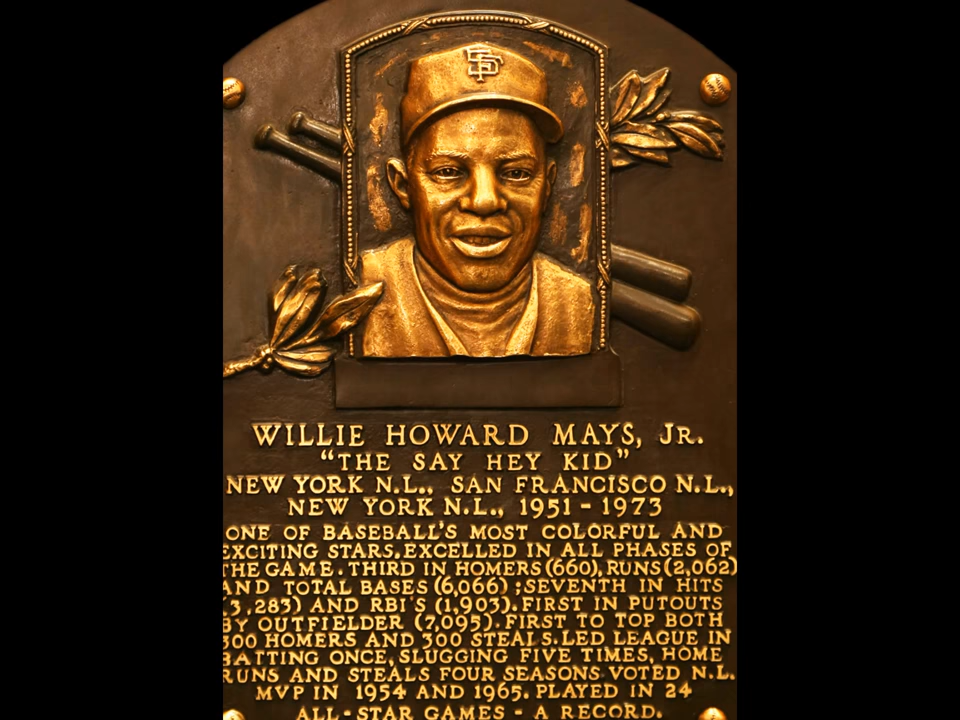 SF
WILLIE HOWARD MAYS, JR.
"THE SAY HEY KID"
NEW YORK N.L., SAN FRANCISCO N.L.,
NEW YORK N.L., 1951 - 1973
ONE OF BASEBALL'S MOST COLORFUL AND
EXCITING STARS. EXCELLED IN ALL PHASES OF
THE GAME. THIRD IN HOMERS (660), RUNS (2,062)
AND TOTAL BASES (6,066); SEVENTH IN HITS
(3,283) AND RBI'S (1,903). FIRST IN PUTOUTS
BY OUTFIELDER (7,095). FIRST TO TOP BOTH
300 HOMERS AND 300 STEALS. LED LEAGUE IN
BATTING ONCE, SLUGGING FIVE TIMES, HOME
RUNS AND STEALS FOUR SEASONS. VOTED N.L.
MVP IN 1954 AND 1965. PLAYED IN 24
ALL-STAR GAMES - A RECORD.